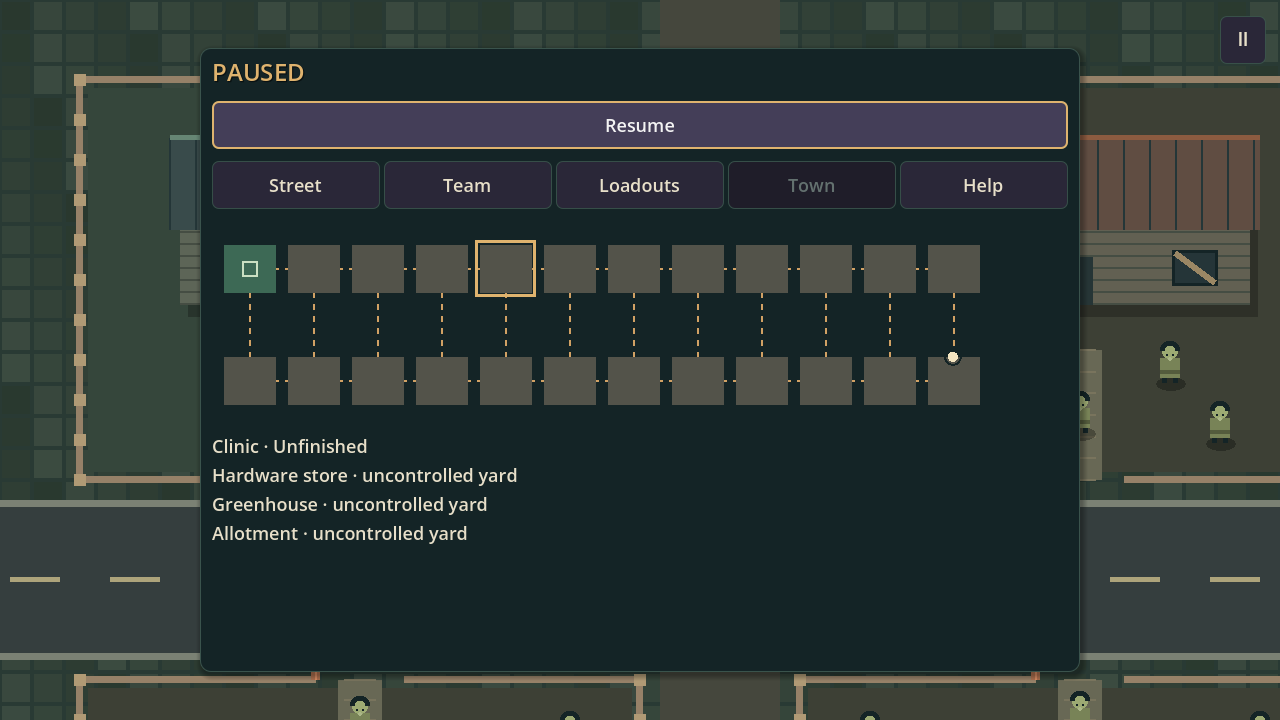 PAUSED
Resume
Street
Team
Loadouts
Town
Help
Clinic · Unfinished
Hardware store · uncontrolled yard
Greenhouse · uncontrolled yard
Allotment · uncontrolled yard